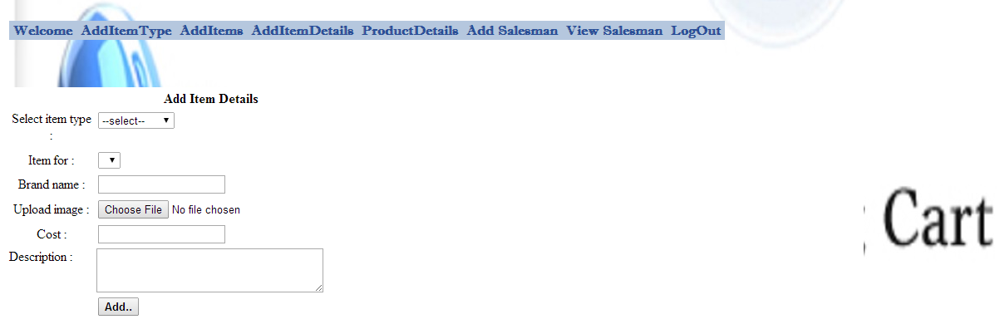 Welcome AddItemType AddItems AddItemDetails ProductDetails Add Salesman View Salesman LogOut
Add Item Details
Select item type
:
--select--
Item for :
Brand name :
Upload image : Choose File No file chosen
Cost :
Description :
Add..
Cart